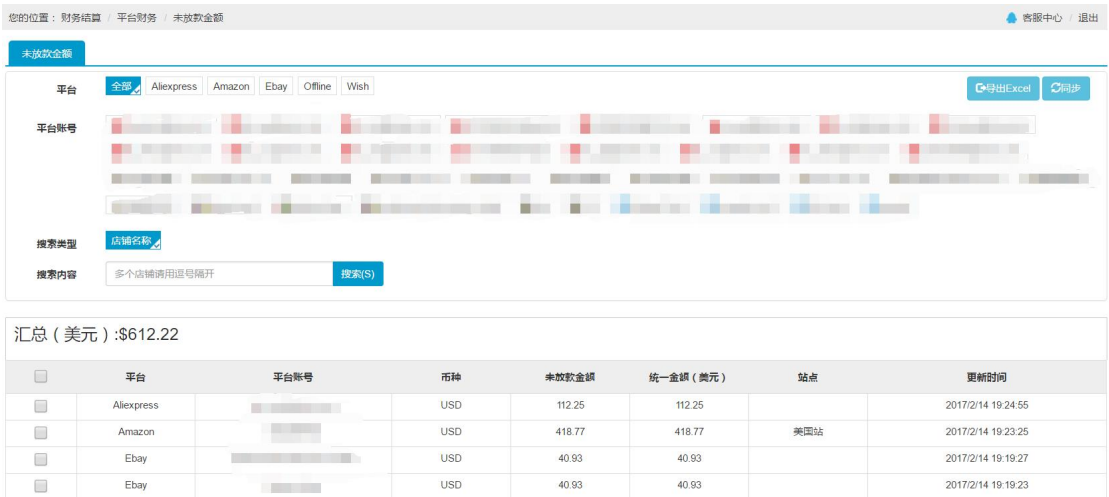 您的位置： 财务结算 / 平台财务 / 未放款金额
客服中心 / 退出
未放款金额
平台 全部 Aliexpress Amazon Ebay Offline Wish 导出Excel 同步
平台账号
搜索类型 店铺名称
搜索内容 多个店铺请用逗号隔开 搜索(S)
汇总（美元）:$612.22
平台 平台账号 币种 未放款金额 统一金额（美元） 站点 更新时间
Aliexpress USD 112.25 112.25 2017/2/14 19:24:55
Amazon USD 418.77 418.77 美国站 2017/2/14 19:23:25
Ebay USD 40.93 40.93 2017/2/14 19:19:27
Ebay USD 40.93 40.93 2017/2/14 19:19:23